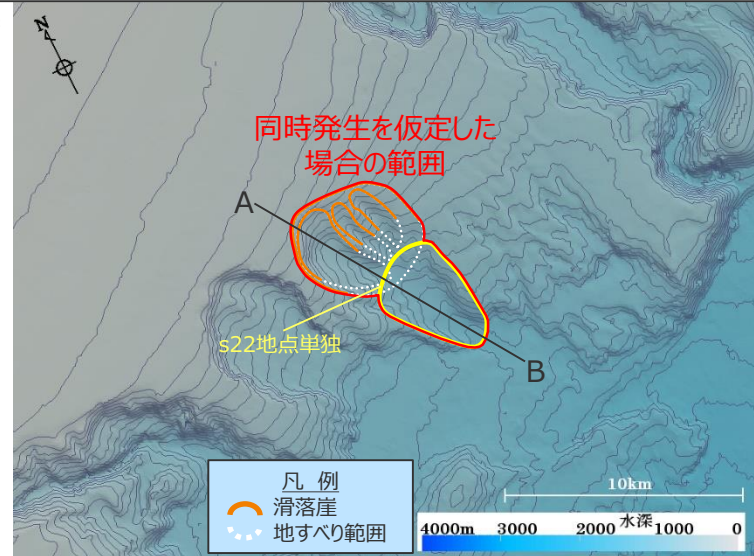 N
同時発生を仮定した
場合の範囲
A
s22地点単独
B
凡 例
滑落崖
地すべり範囲
10km
4000m 3000 2000 水深 1000 0